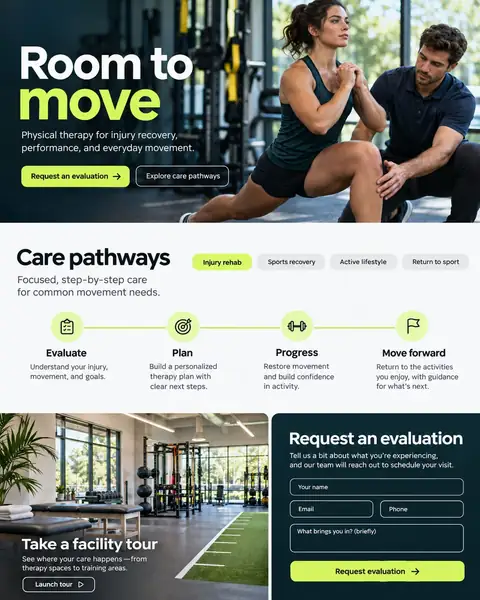 Room to
move
Physical therapy for injury recovery,
performance, and everyday movement.
Request an evaluation →
Explore care pathways
Care pathways
Focused, step-by-step care
for common movement needs.
Injury rehab
Sports recovery
Active lifestyle
Return to sport
Evaluate
Understand your injury,
movement, and goals.
Plan
Build a personalized
therapy plan with
clear next steps.
Progress
Restore movement
and build confidence
in activity.
Move forward
Return to the activities
you enjoy, with guidance
for what's next.
Take a facility tour
See where your care happens—from
therapy spaces to training areas.
Launch tour
Request an evaluation
Tell us a bit about what you're experiencing,
and our team will reach out to schedule your visit.
Your name
Email
Phone
What brings you in? (briefly)
Request evaluation →